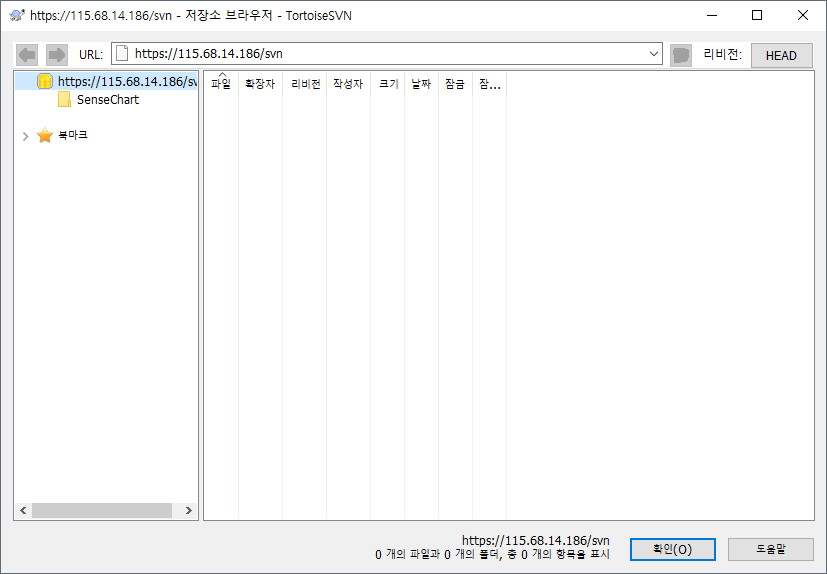 https://115.68.14.186/svn - 저장소 브라우저 - TortoiseSVN
URL: https://115.68.14.186/svn 리비전: HEAD
https://115.68.14.186/sv
SenseChart
북마크
파일 확장자 리비전 작성자 크기 날짜 잠금 잠...
https://115.68.14.186/svn
0 개의 파일과 0 개의 폴더, 총 0 개의 항목을 표시
확인(O) 도움말